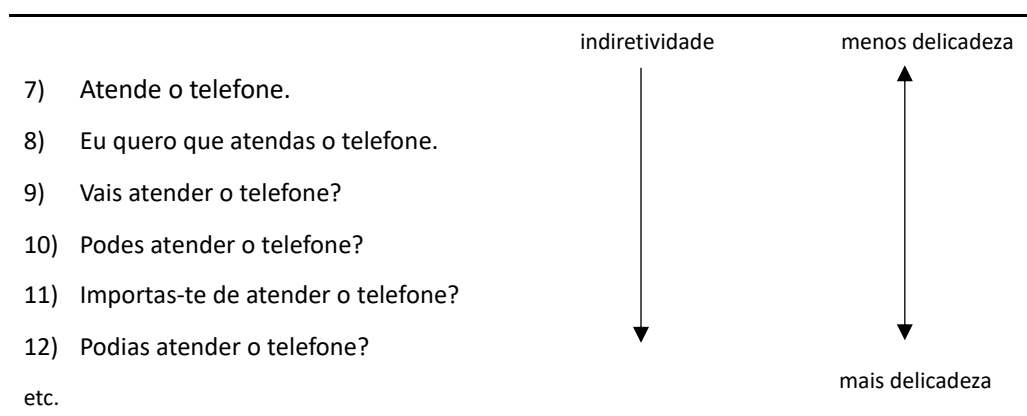 indiretividade menos delicadeza
7) Atende o telefone.
8) Eu quero que atendas o telefone.
9) Vais atender o telefone?
10) Podes atender o telefone?
11) Importas-te de atender o telefone?
12) Podias atender o telefone?
mais delicadeza
etc.